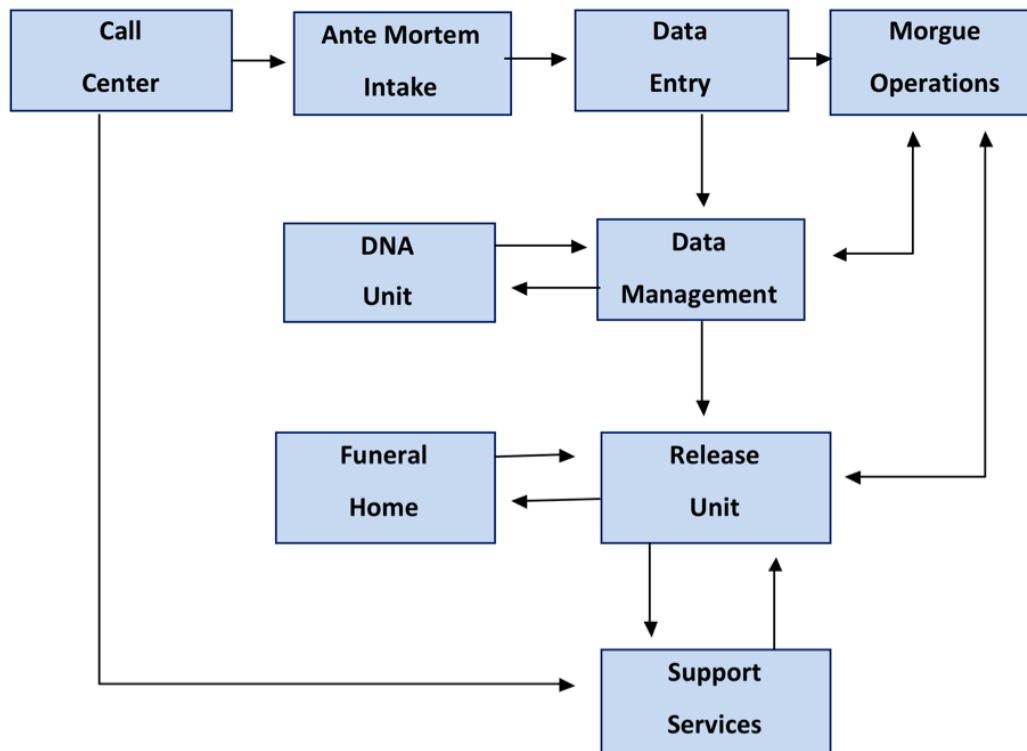 Call
Center
Ante Mortem
Intake
Data
Entry
Morgue
Operations
DNA
Unit
Data
Management
Funeral
Home
Release
Unit
Support
Services